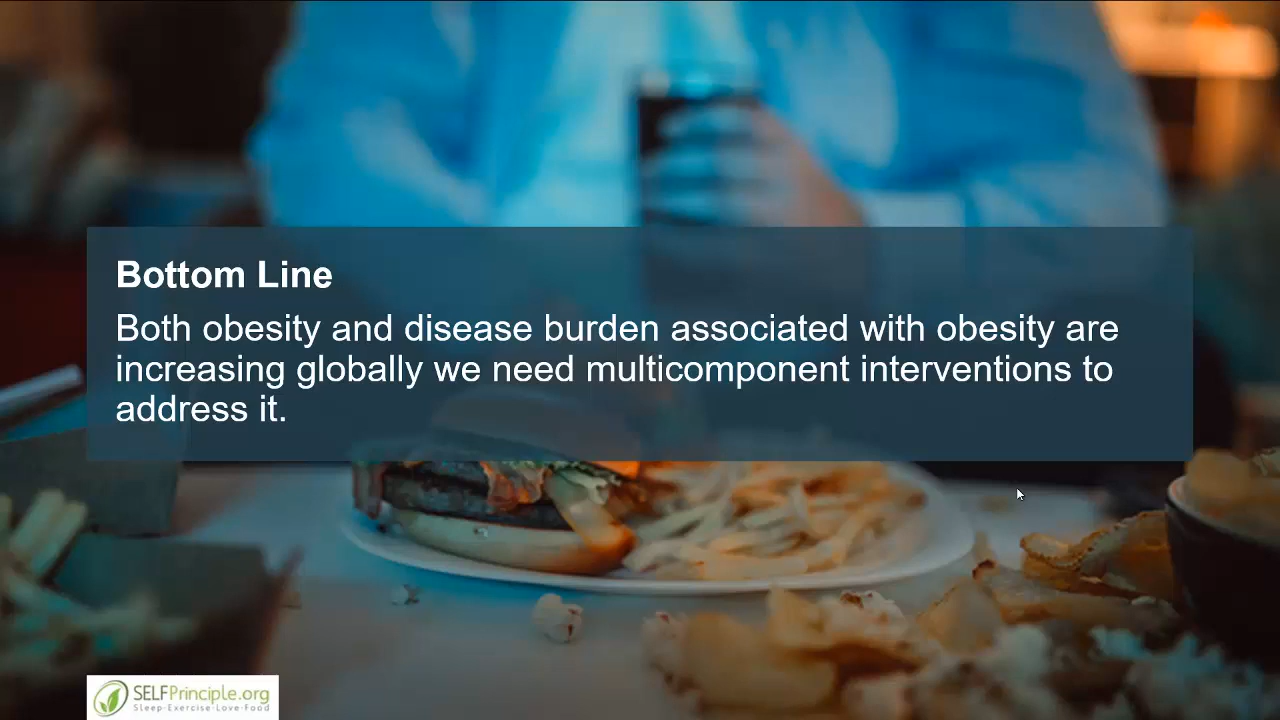 Bottom Line
Both obesity and disease burden associated with obesity are
increasing globally we need multicomponent interventions to
address it.
SELFPrinciple.org
Sleep-Exercise-Love-Food